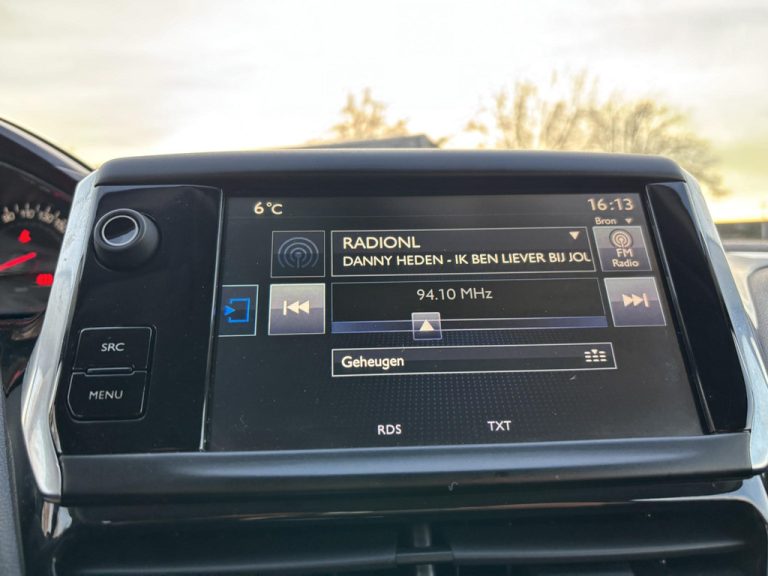 6°C
16:13
Bron
RADIONL
DANNY HEDEN - IK BEN LIEVER BIJ JOU
FM
Radio
94.10 MHz
Geheugen
SRC
MENU
RDS
TXT